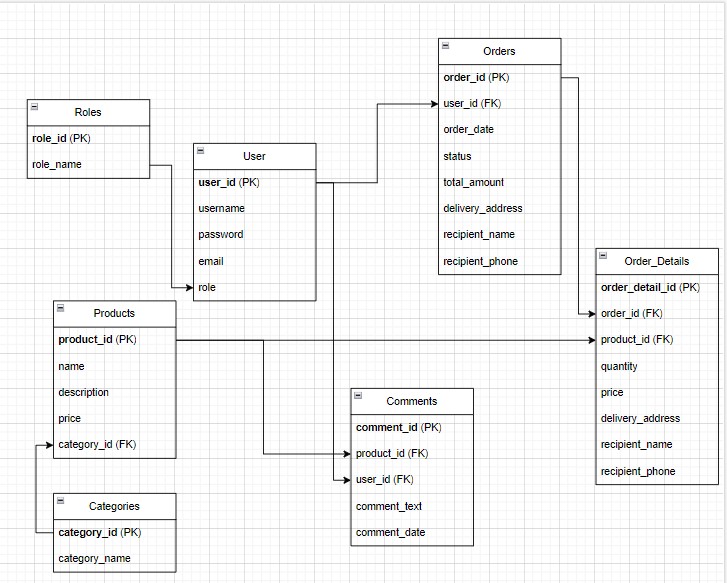 Roles
role_id (PK)
role_name
User
user_id (PK)
username
password
email
role
Orders
order_id (PK)
user_id (FK)
order_date
status
total_amount
delivery_address
recipient_name
recipient_phone
Order_Details
order_detail_id (PK)
order_id (FK)
product_id (FK)
quantity
price
delivery_address
recipient_name
recipient_phone
Products
product_id (PK)
name
description
price
category_id (FK)
Comments
comment_id (PK)
product_id (FK)
user_id (FK)
comment_text
comment_date
Categories
category_id (PK)
category_name